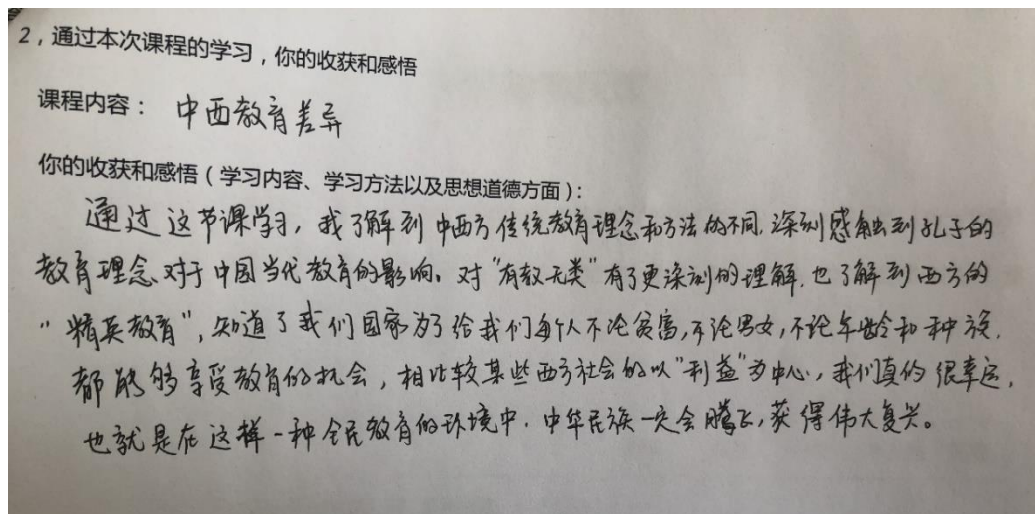 2，通过本次课程的学习，你的收获和感悟
课程内容： 中西教育差异
你的收获和感悟（学习内容、学习方法以及思想道德方面）：
通过这节课学习，我了解到中西方传统教育理念和方法的不同，深刻感触到孔子的
教育理念对于中国当代教育的影响。对“有教无类”有了更深刻的理解，也了解到西方的
“精英教育”，知道了我们国家为了给我们每个人不论贫富，不论男女，不论年龄和种族，
都能够享受教育的机会，相比较某些西方社会的以“利益”为中心，我们真的很幸运，
也就是在这样一种全民教育的环境中，中华民族一定会腾飞，获得伟大复兴。